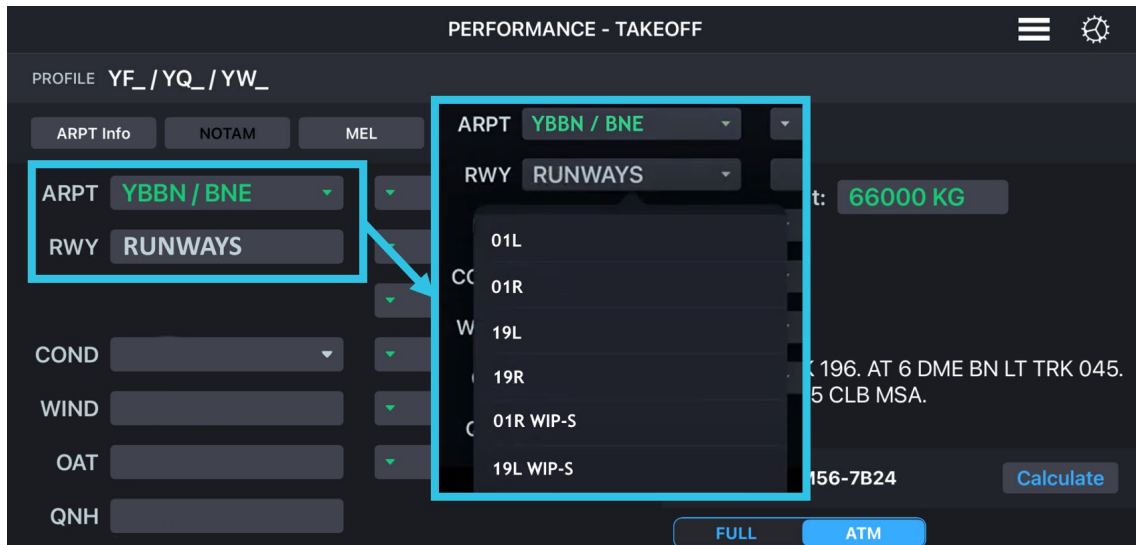 PERFORMANCE - TAKEOFF
PROFILE YF_ / YQ_ / YW_
ARPT Info NOTAM MEL
ARPT YBBN / BNE
RWY RUNWAYS
COND
WIND
OAT
QNH
ARPT YBBN / BNE
RWY RUNWAYS
01L
01R
19L
19R
01R WIP-S
19L WIP-S
t: 66000 KG
196. AT 6 DME BN LT TRK 045.
5 CLB MSA.
56-7B24 Calculate
FULL ATM